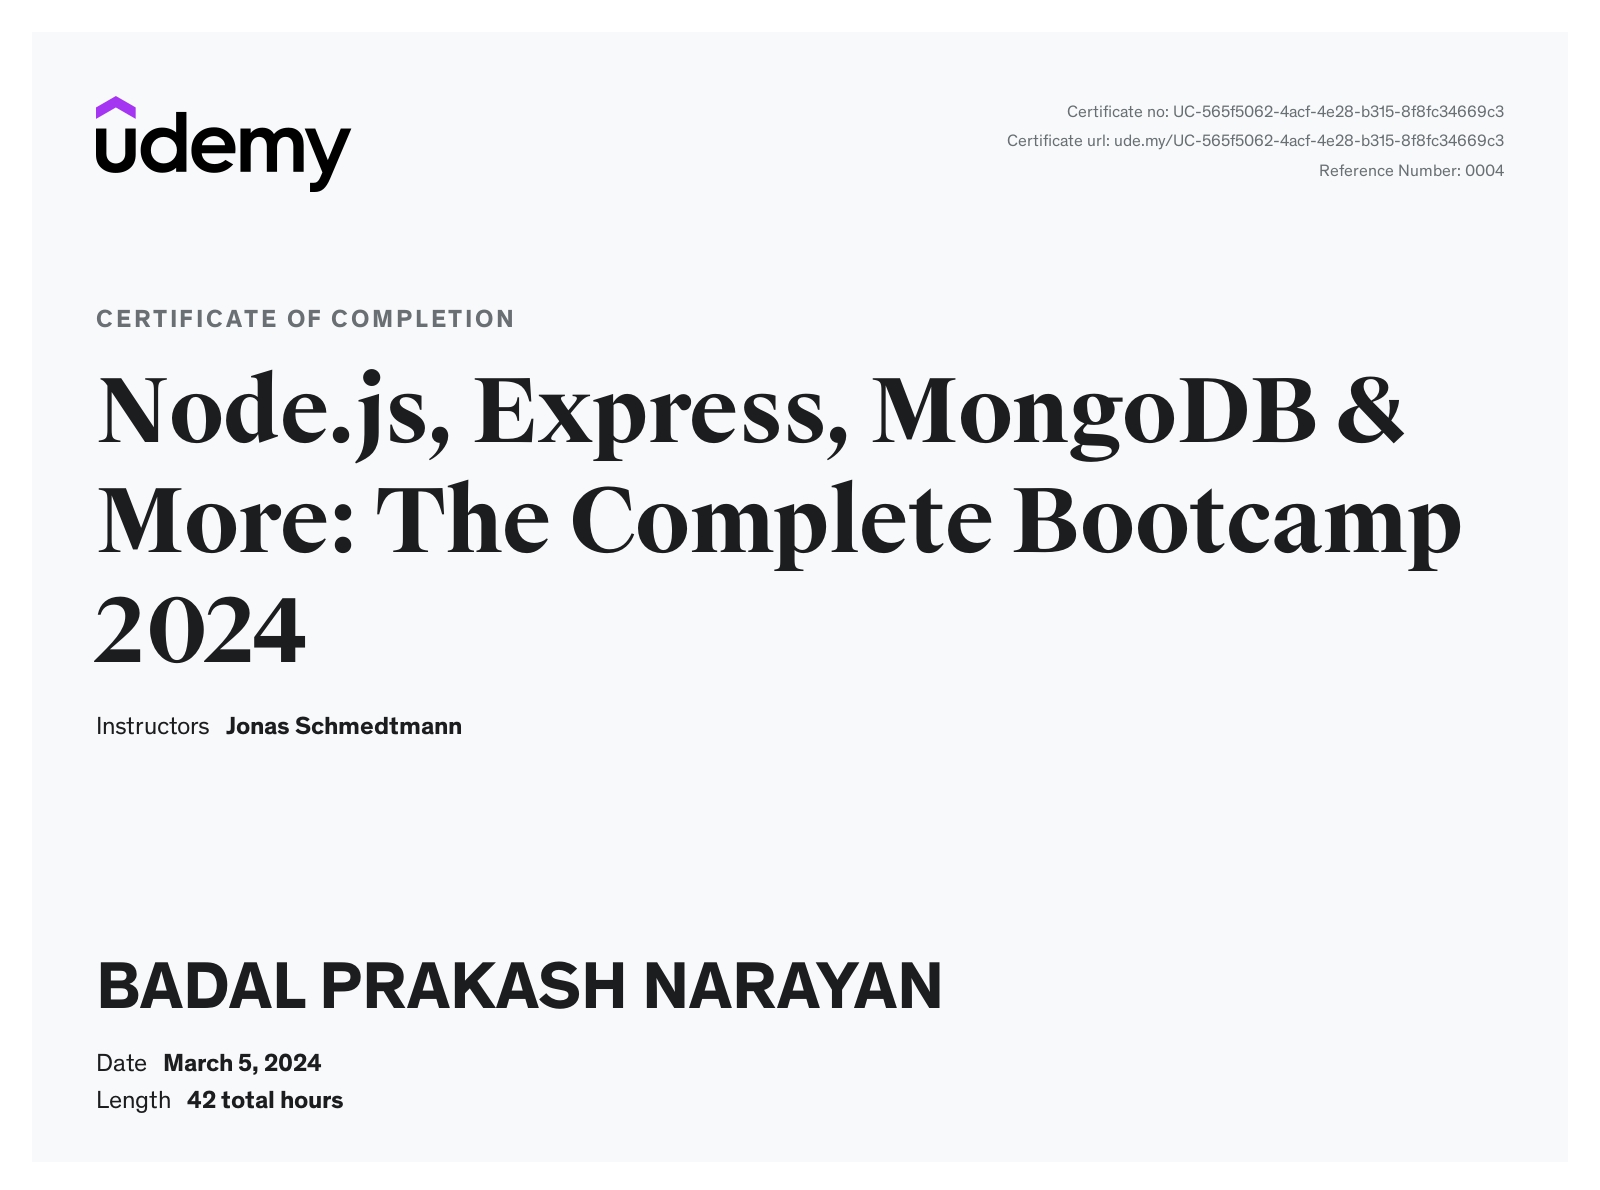 udemy
Certificate no: UC-565f5062-4acf-4e28-b315-8f8fc34669c3
Certificate url: ude.my/UC-565f5062-4acf-4e28-b315-8f8fc34669c3
Reference Number: 0004
CERTIFICATE OF COMPLETION
Node.js, Express, MongoDB &
More: The Complete Bootcamp
2024
Instructors Jonas Schmedtmann
BADAL PRAKASH NARAYAN
Date March 5, 2024
Length 42 total hours